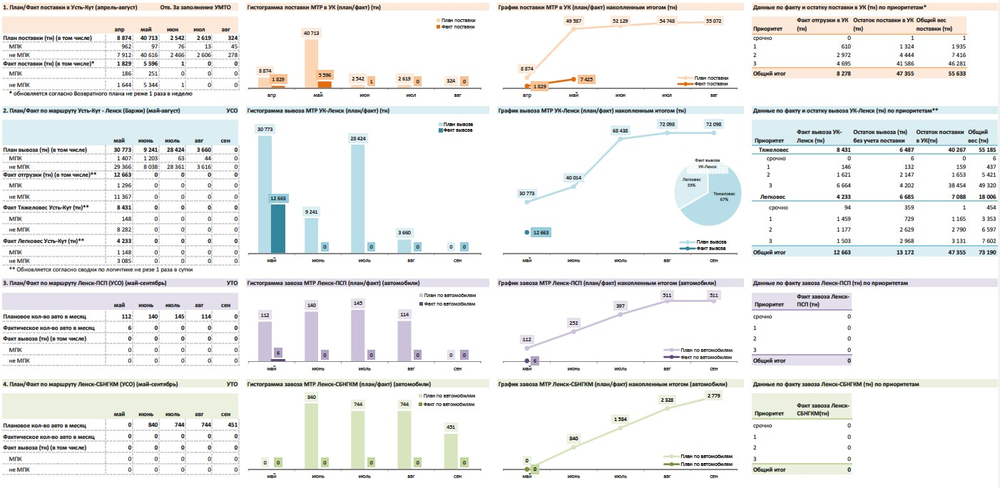 1. План/Факт поставки в Усть-Кут (апрель-август) Отв. За заполнение УМТО
апр май июн июл авг
План поставки (тн) (в том числе) 8 874 40 713 2 542 2 619 324
МПК 962 97 76 13 45
не МПК 7 912 40 616 2 466 2 606 278
Факт поставки (тн) (в том числе)* 1 829 5 596 1 0 0
МПК 186 251 0 0 0
не МПК 1 644 5 344 1 0 0
* обновляется согласно Возвратного плана не реже 1 раза в неделю
Гистограмма поставки МТР в УК (план/факт) (тн)
План поставки
Факт поставки
40 713
8 874 1 829 5 596 2 542 1 2 619 0 324 0
апр май июн июл авг
График поставки МТР в УК (план/факт) накопленным итогом (тн)
49 587 52 129 54 748 55 072
8 874
1 829 7 425
План поставки
Факт поставки
апр май июн июл авг
Данные по факту и остатку поставки в УК (тн) по приоритетам*
Приоритет Факт отгрузки в УК (тн) Остаток поставки в УК (тн) Общий вес поставки (тн)
срочно 0 1 1
1 610 1 324 1 935
2 2 972 4 444 7 416
3 4 695 41 586 46 281
Общий итог 8 278 47 355 55 633
2. План/Факт по маршруту Усть-Кут - Ленск (Баржи) (май-август) УСО
май июнь июль авг сен
План вывоза (тн) (в том числе) 30 773 9 241 28 424 3 660 0
МПК 1 407 1 203 63 44 0
не МПК 29 366 8 038 28 361 3 616 0
Факт отгрузки (тн) (в том числе)** 12 663 0 0 0 0
МПК 1 296 0 0 0 0
не МПК 11 367 0 0 0 0
Факт Тяжеловес Усть-Кут (тн)** 8 431 0 0 0 0
МПК 148 0 0 0 0
не МПК 8 282 0 0 0 0
Факт Легковес Усть-Кут (тн)** 4 233 0 0 0 0
МПК 1 148 0 0 0 0
не МПК 3 085 0 0 0 0
** Обновляется согласно сводки по логичтике не резе 1 раза в сутки
Гистограмма вывоза МТР УК-Ленск (план/факт) (тн)
План вывоза
Факт вывоза
30 773 28 424
12 663
9 241
3 660
0 0 0 0 0
май июнь июль авг сен
График вывоза МТР УК-Ленск (план/факт) накопленным итогом (тн)
68 438 72 098 72 098
40 014
30 773
12 663
Факт вывоза
УК-Ленск
Легковес
33%
Тяжеловес
67%
План вывоза
Факт вывоза
май июнь июль авг сен
Данные по факту и остатку вывоза УК-Ленск (тн) по приоритетам**
Приоритет Факт вывоза УК-Ленск (тн) Остаток вывоза (тн) без учета поставки Остаток поставки в УК(тн) Общий вес (тн)
Тяжеловес 8 431 6 487 40 267 55 185
срочно 0 6 0 6
1 146 132 159 437
2 1 621 2 147 1 653 5 421
3 6 664 4 202 38 454 49 320
Легковес 4 233 6 685 7 088 18 006
срочно 94 359 1 454
1 1 459 729 1 165 3 353
2 1 177 2 629 2 790 6 597
3 1 503 2 968 3 131 7 602
Общий итог 12 663 13 172 47 355 73 190
3. План/Факт по маршруту Ленск-ПСП (УСО) (май-сентябрь) УТО
май июнь июль авг сен
Плановое кол-во авто в месяц 112 140 145 114 0
Фактическое кол-во авто в месяц 6 0 0 0 0
Факт вывоза (тн) (в том числе) 0 0 0 0 0
МПК 0 0 0 0 0
не МПК 0 0 0 0 0
Гистограмма завоза МТР Ленск-ПСП (план/факт) (автомобили)
План по автомобилям
Факт по автомобилям
112 140 145 114
6 0 0 0 0 0
май июнь июль авг сен
График завоза МТР Ленск-ПСП (план/факт) накопленным итогом (автомобили)
511 511
397
252
112
6
План по автомобилям
Факт по автомобилям
май июнь июль авг сен
Данные по факту завоза Ленск-ПСП (тн) по приоритетам
Приоритет Факт завоза Ленск-ПСП (тн)
срочно 0
1 0
2 0
3 0
Общий итог 0
4. План/Факт по маршруту Ленск-СБНГКМ (УСО) (май-сентябрь) УТО
май июнь июль авг сен
Плановое кол-во авто в месяц 0 840 744 744 451
Фактическое кол-во авто в месяц 0 0 0 0 0
Факт вывоза (тн) (в том числе) 0 0 0 0 0
МПК 0 0 0 0 0
не МПК 0 0 0 0 0
Гистограмма завоза МТР Ленск-СБНГКМ (план/факт) (автомобили)
План по автомобилям
Факт по автомобилям
840 744 744
451
0 0 0 0 0 0
май июнь июль авг сен
График завоза МТР Ленск-СБНГКМ (план/факт) накопленным итогом (автомобили)
2 779
2 328
1 584
840
0
0
План по автомобилям
Факт по автомобилям
май июнь июль авг сен
Данные по факту завоза Ленск-СБНГКМ (тн) по приоритетам
Приоритет Факт завоза Ленск-СБНГКМ(тн)
срочно 0
1 0
2 0
3 0
Общий итог 0